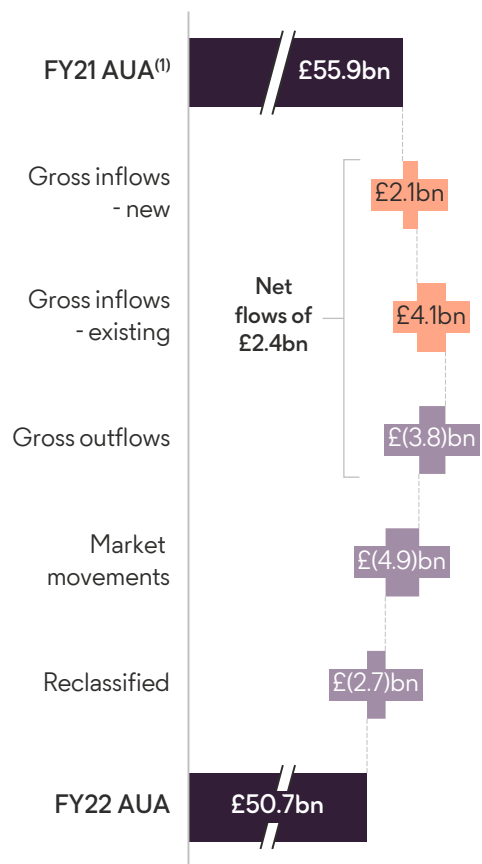 FY21 AUA(1)
£55.9bn
Gross inflows
- new
£2.1bn
Net
flows of
£2.4bn
Gross inflows
- existing
£4.1bn
Gross outflows
£(3.8)bn
Market
movements
£(4.9)bn
Reclassified
£(2.7)bn
FY22 AUA
£50.7bn